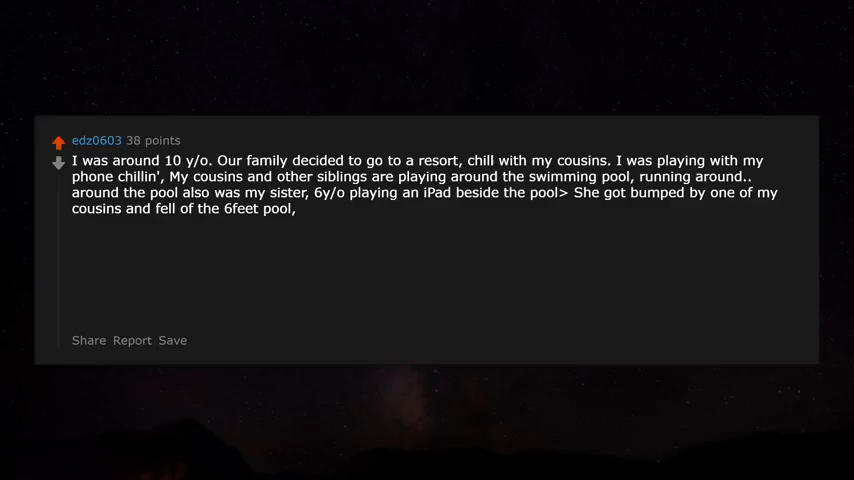 edz0603 38 points
I was around 10 y/o. Our family decided to go to a resort, chill with my cousins. I was playing with my
phone chillin', My cousins and other siblings are playing around the swimming pool, running around..
around the pool also was my sister, 6y/o playing an iPad beside the pool> She got bumped by one of my
cousins and fell of the 6feet pool,
Share Report Save